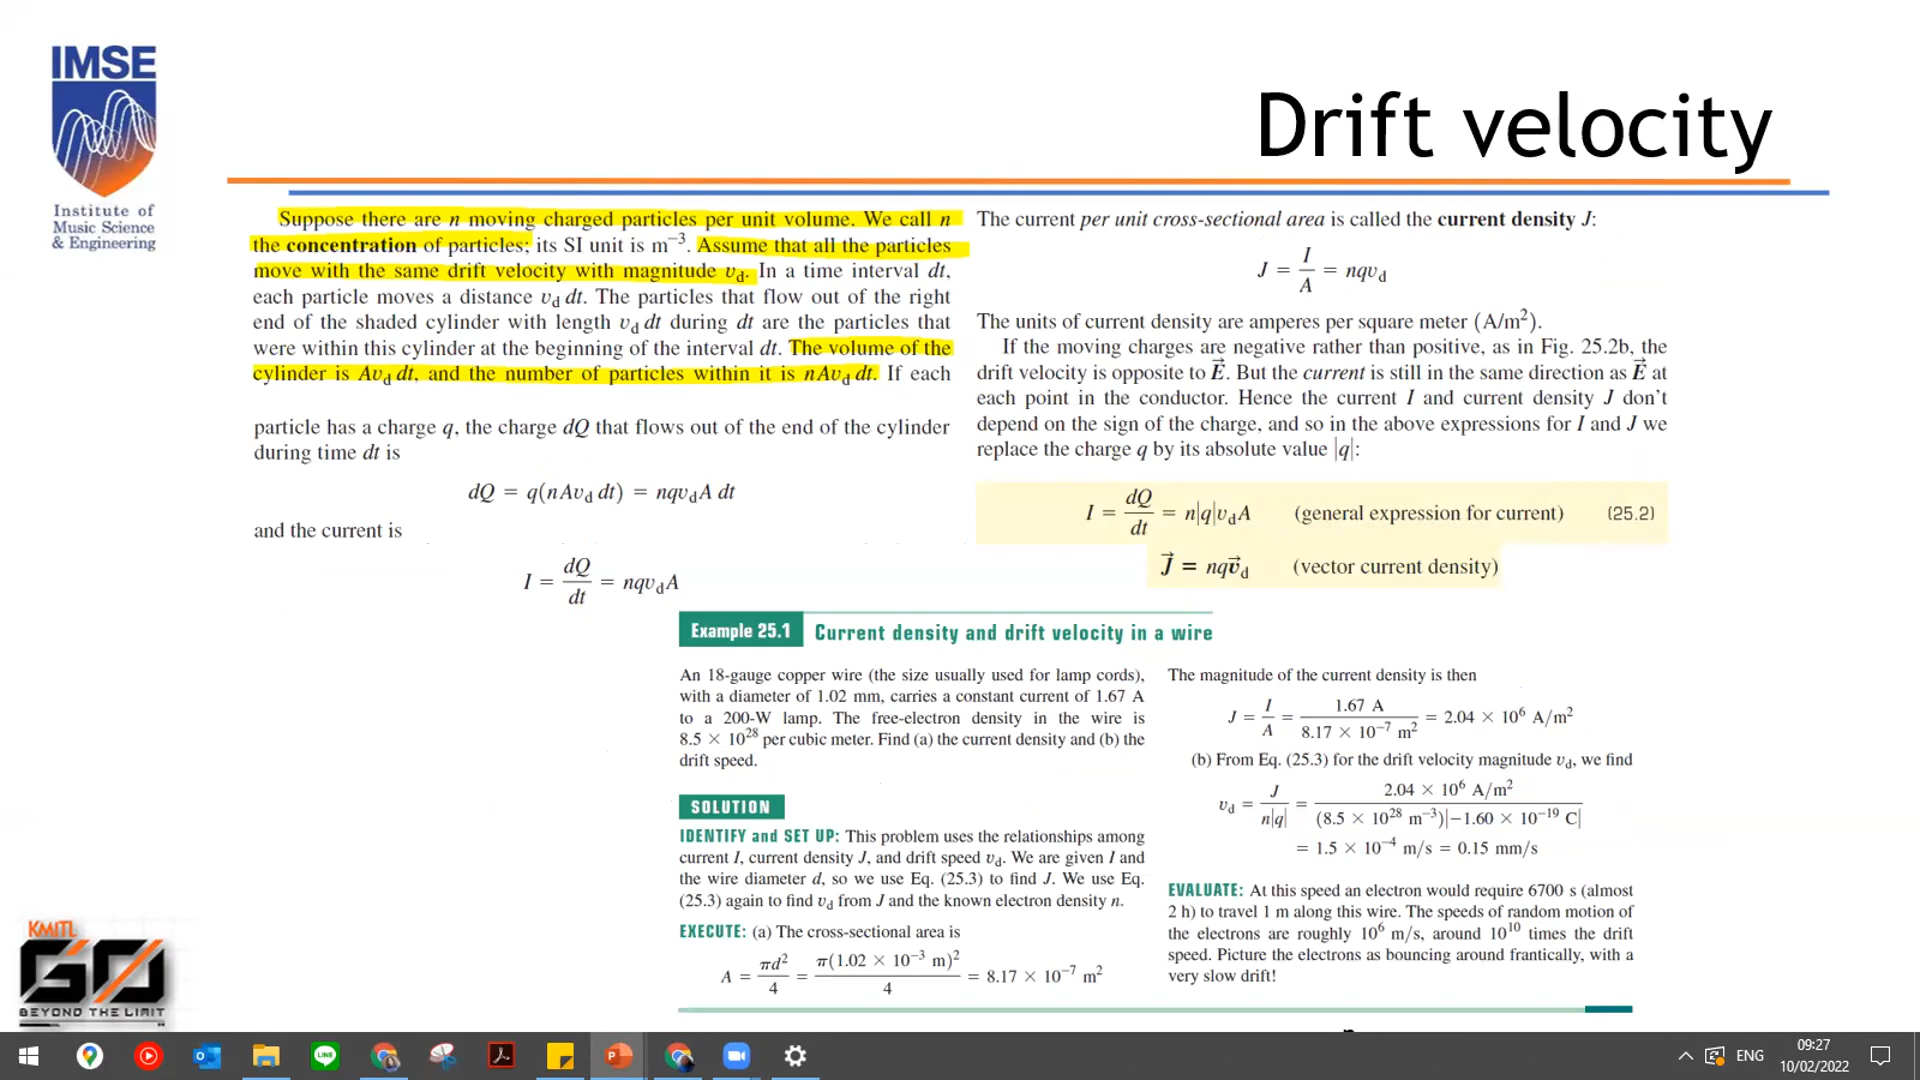 IMSE
Institute of
Music Science
& Engineering
Drift velocity
Suppose there are n moving charged particles per unit volume. We call n
the concentration of particles; its SI unit is m⁻³. Assume that all the particles
move with the same drift velocity with magnitude υd. In a time interval dt,
each particle moves a distance υd dt. The particles that flow out of the right
end of the shaded cylinder with length υd dt during dt are the particles that
were within this cylinder at the beginning of the interval dt. The volume of the
cylinder is Aυd dt, and the number of particles within it is nAυd dt. If each
particle has a charge q, the charge dQ that flows out of the end of the cylinder
during time dt is
dQ = q(nAυd dt) = nqυdA dt
and the current is
I = dQ/dt = nqυdA
The current per unit cross-sectional area is called the current density J:
J = I/A = nqυd
The units of current density are amperes per square meter (A/m²).
If the moving charges are negative rather than positive, as in Fig. 25.2b, the
drift velocity is opposite to E⃗. But the current is still in the same direction as E⃗ at
each point in the conductor. Hence the current I and current density J don't
depend on the sign of the charge, and so in the above expressions for I and J we
replace the charge q by its absolute value |q|:
I = dQ/dt = n|q|υdA (general expression for current) (25.2)
J⃗ = nqυ⃗d (vector current density)
Example 25.1 Current density and drift velocity in a wire
An 18-gauge copper wire (the size usually used for lamp cords),
with a diameter of 1.02 mm, carries a constant current of 1.67 A
to a 200-W lamp. The free-electron density in the wire is
8.5 × 10²⁸ per cubic meter. Find (a) the current density and (b) the
drift speed.
SOLUTION
IDENTIFY and SET UP: This problem uses the relationships among
current I, current density J, and drift speed υd. We are given I and
the wire diameter d, so we use Eq. (25.3) to find J. We use Eq.
(25.3) again to find υd from J and the known electron density n.
EXECUTE: (a) The cross-sectional area is
A = πd²/4 = π(1.02 × 10⁻³ m)²/4 = 8.17 × 10⁻⁷ m²
The magnitude of the current density is then
J = I/A = 1.67 A/8.17 × 10⁻⁷ m² = 2.04 × 10⁶ A/m²
(b) From Eq. (25.3) for the drift velocity magnitude υd, we find
υd = J/n|q| = 2.04 × 10⁶ A/m²/(8.5 × 10²⁸ m⁻³)|−1.60 × 10⁻¹⁹ C|
= 1.5 × 10⁻⁴ m/s = 0.15 mm/s
EVALUATE: At this speed an electron would require 6700 s (almost
2 h) to travel 1 m along this wire. The speeds of random motion of
the electrons are roughly 10⁶ m/s, around 10¹⁰ times the drift
speed. Picture the electrons as bouncing around frantically, with a
very slow drift!
KMITL
GO
BEYOND THE LIMIT
LINE
ENG
09:27
10/02/2022